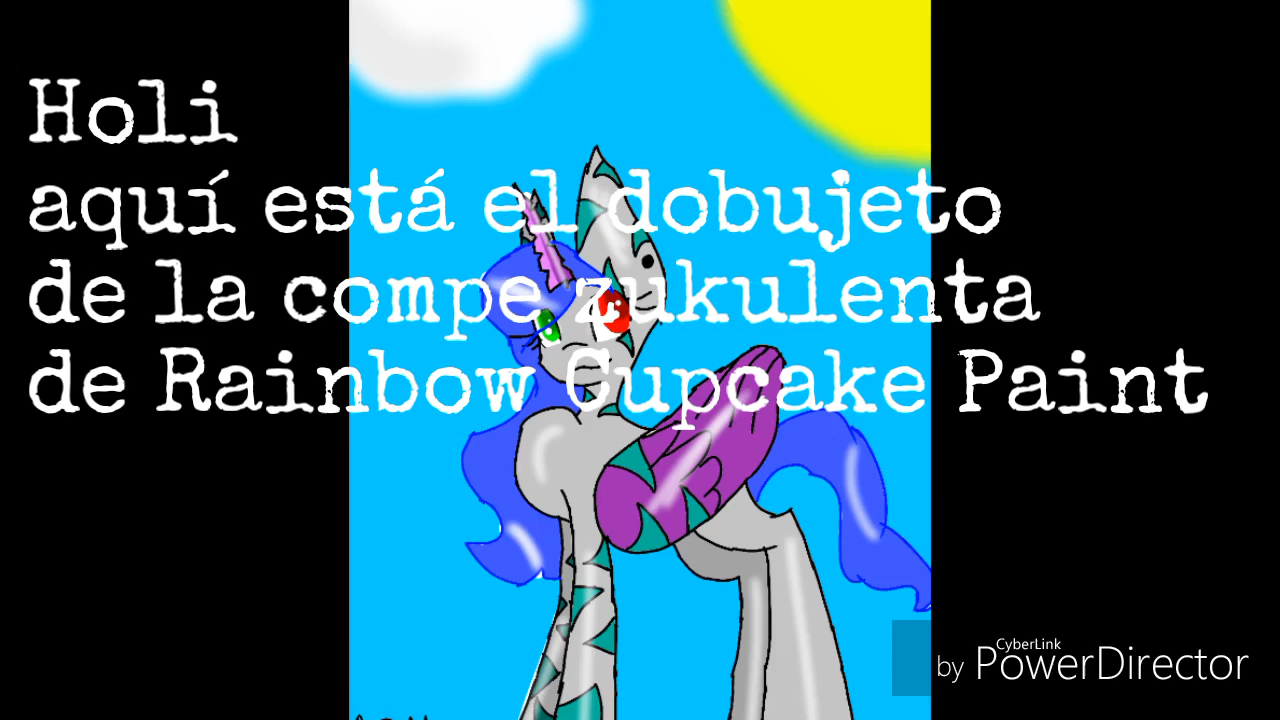 Holi
aquí está el dobujeto
de la compe zukulenta
de Rainbow Cupcake Paint
CyberLink
by PowerDirector